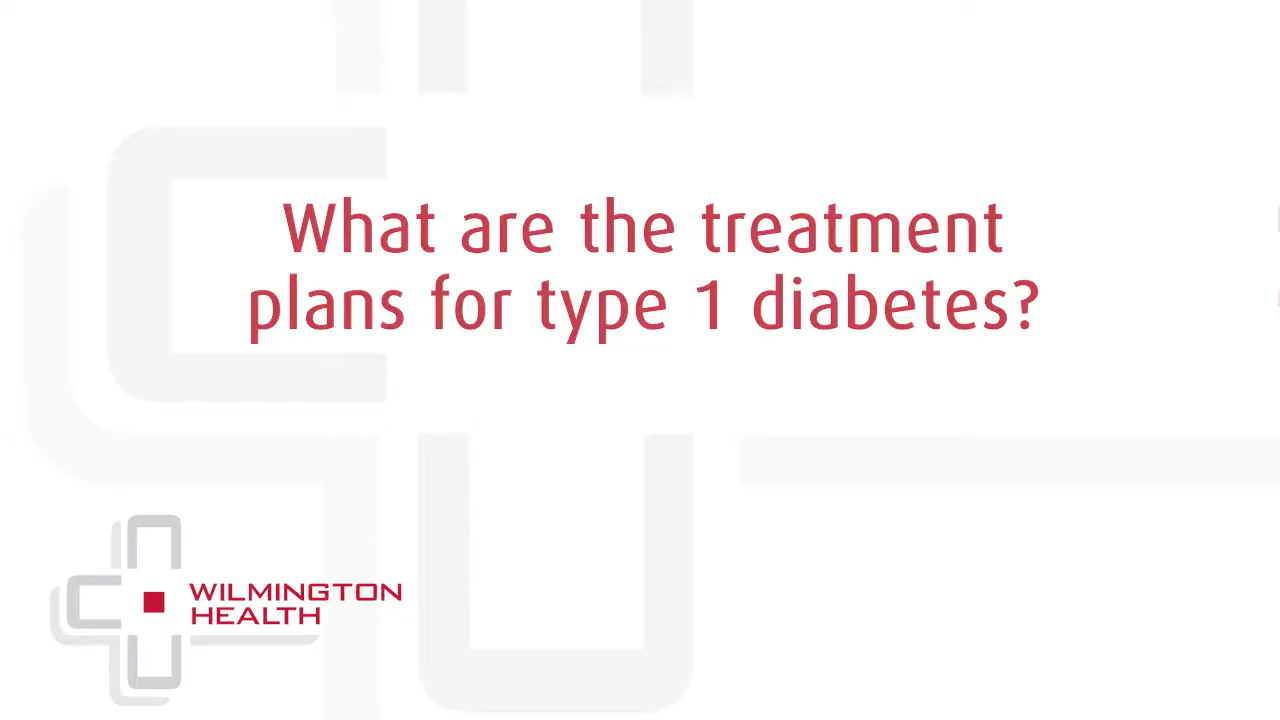 What are the treatment
plans for type 1 diabetes?
WILMINGTON
HEALTH